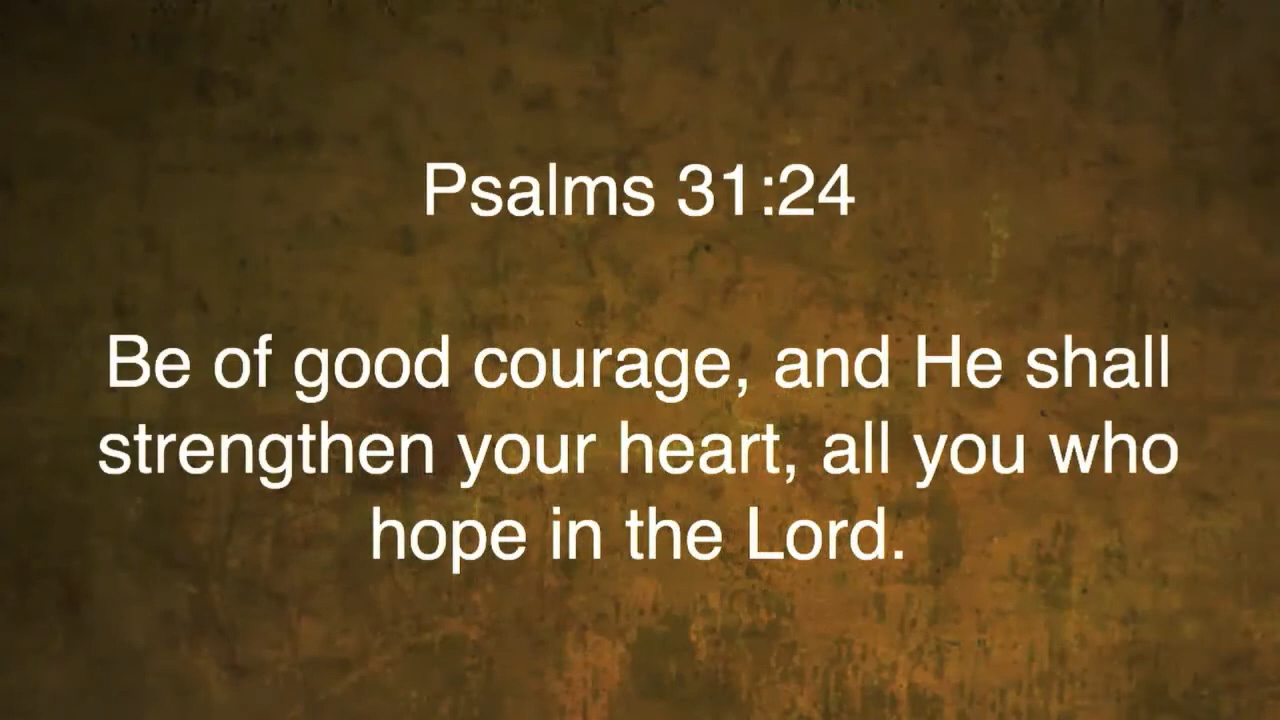 Psalms 31:24
Be of good courage, and He shall
strengthen your heart, all you who
hope in the Lord.